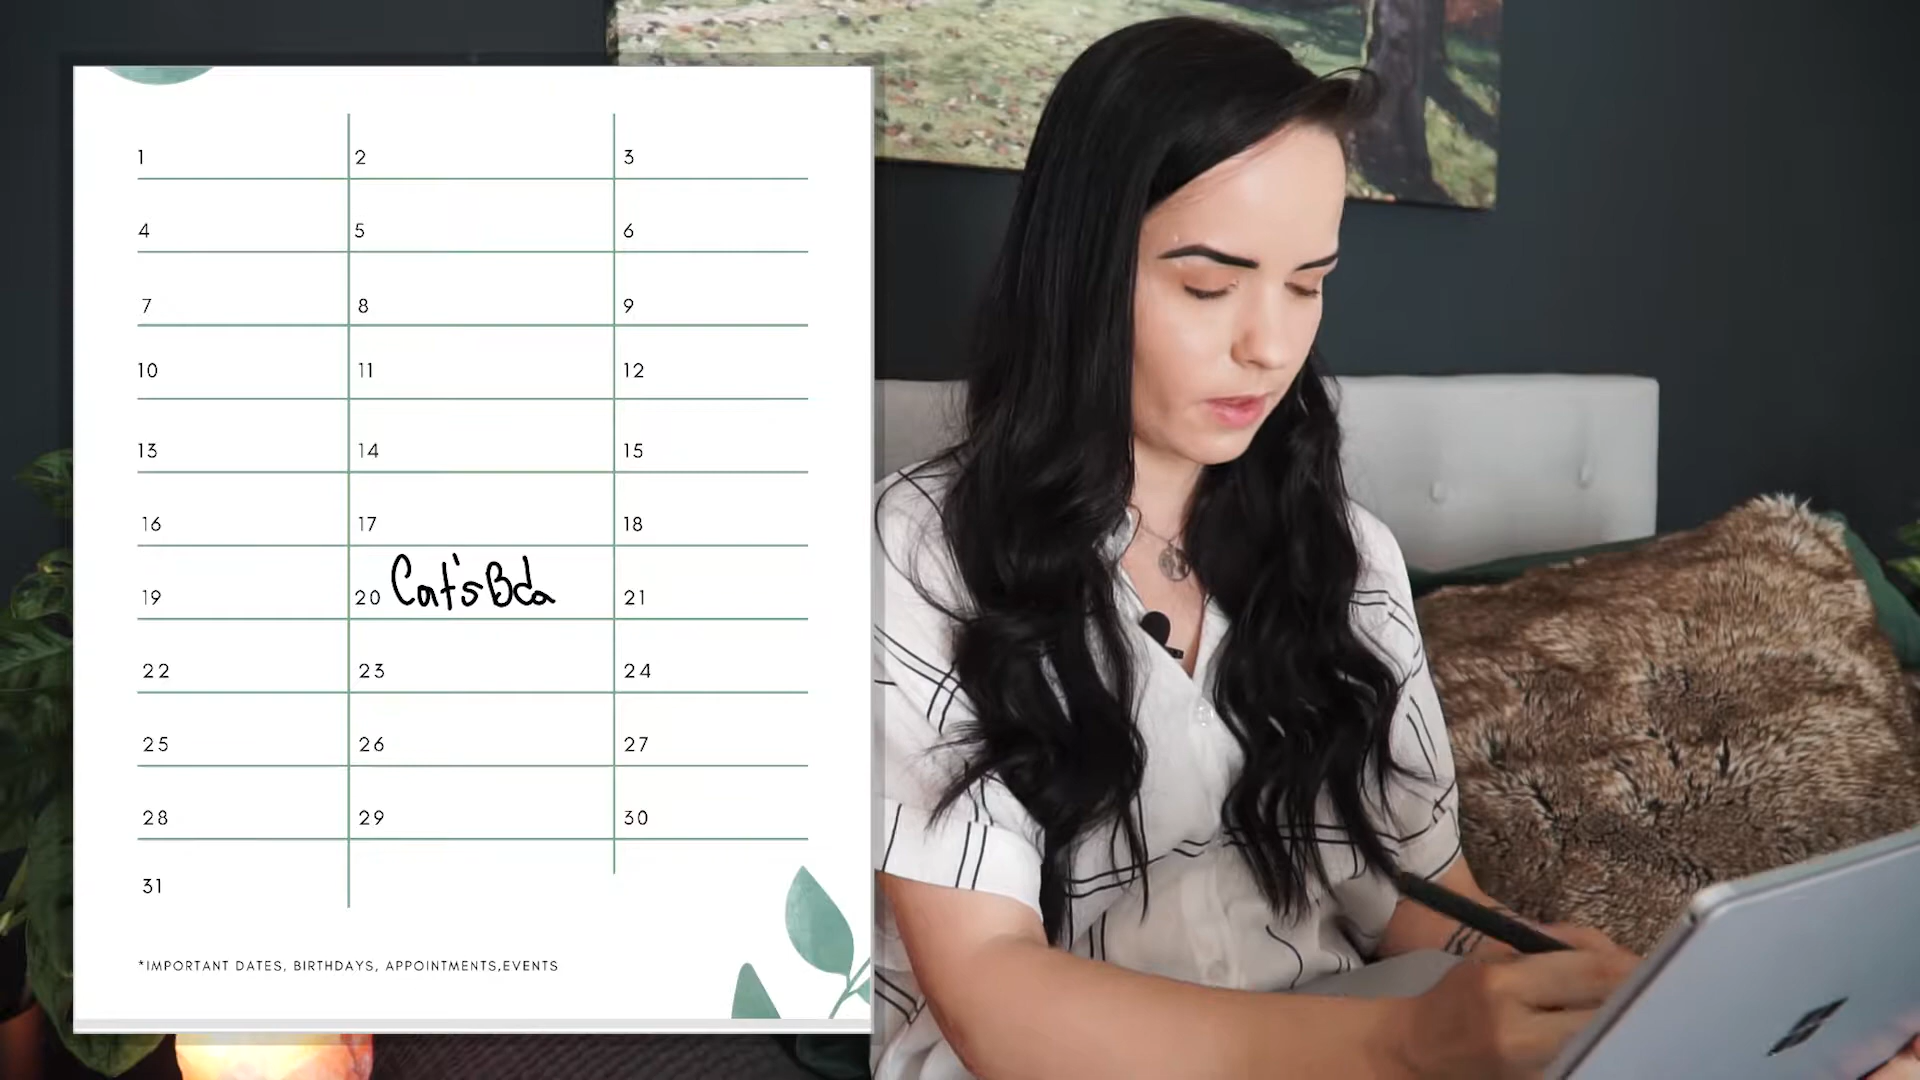 1 2 3
4 5 6
7 8 9
10 11 12
13 14 15
16 17 18
19 20 Cat's Bda 21
22 23 24
25 26 27
28 29 30
31
*IMPORTANT DATES, BIRTHDAYS, APPOINTMENTS,EVENTS